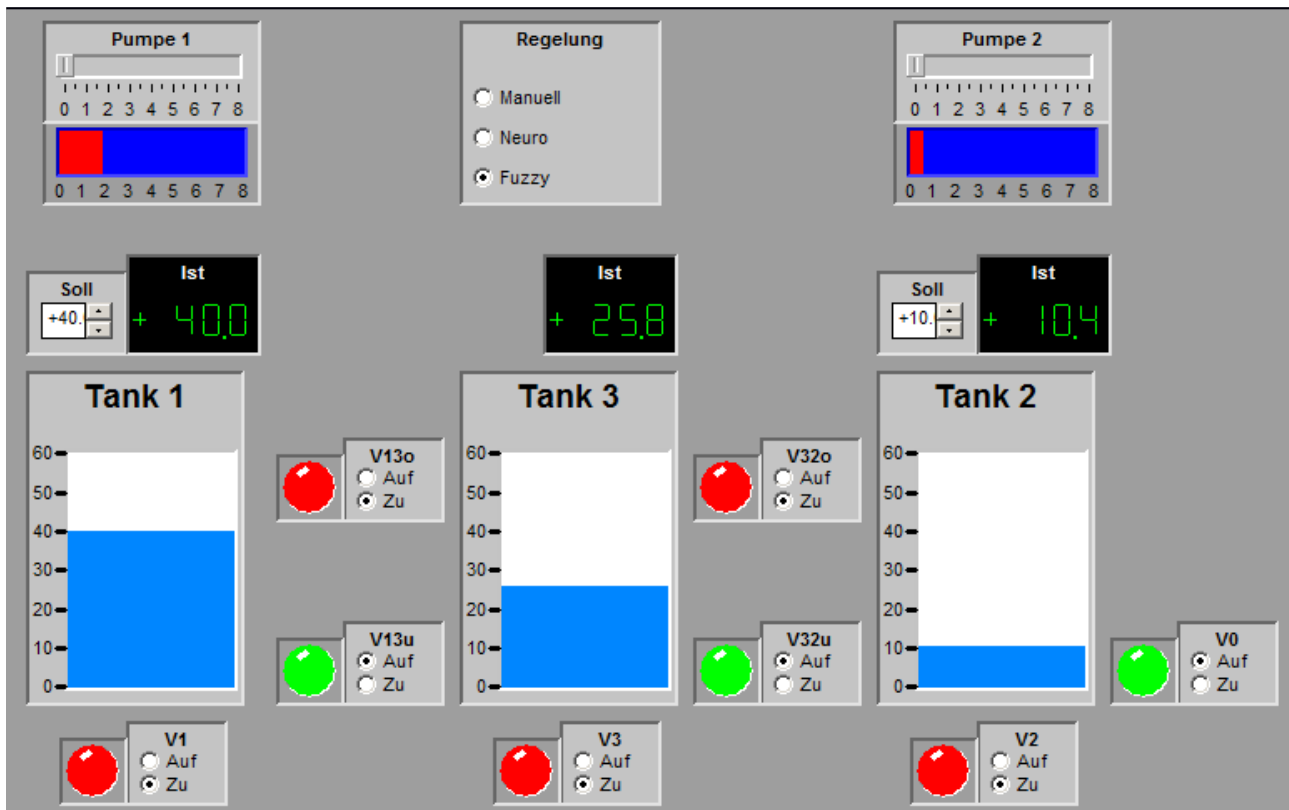 Pumpe 1
0 1 2 3 4 5 6 7 8
0 1 2 3 4 5 6 7 8
Regelung
Manuell
Neuro
Fuzzy
Pumpe 2
0 1 2 3 4 5 6 7 8
0 1 2 3 4 5 6 7 8
Soll
+40.
Ist
+ 40.0
Ist
+ 25.8
Soll
+10.
Ist
+ 10.4
Tank 1
60
50
40
30
20
10
0
V13o
Auf
Zu
V13u
Auf
Zu
Tank 3
60
50
40
30
20
10
0
V32o
Auf
Zu
V32u
Auf
Zu
Tank 2
60
50
40
30
20
10
0
V0
Auf
Zu
V1
Auf
Zu
V3
Auf
Zu
V2
Auf
Zu